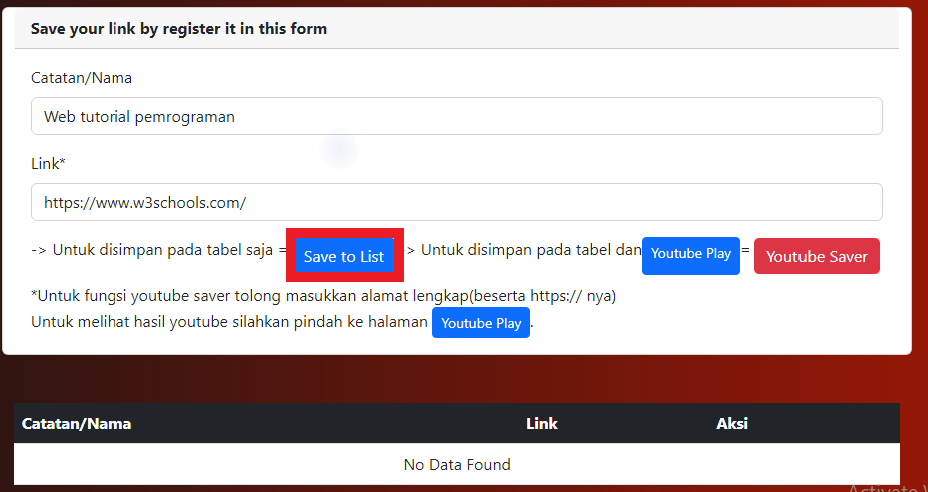 Save your link by register it in this form
Catatan/Nama
Web tutorial pemrograman
Link*
https://www.w3schools.com/
-> Untuk disimpan pada tabel saja = Save to List > Untuk disimpan pada tabel dan Youtube Play = Youtube Saver
*Untuk fungsi youtube saver tolong masukkan alamat lengkap(beserta https:// nya)
Untuk melihat hasil youtube silahkan pindah ke halaman Youtube Play.
Catatan/Nama Link Aksi
No Data Found